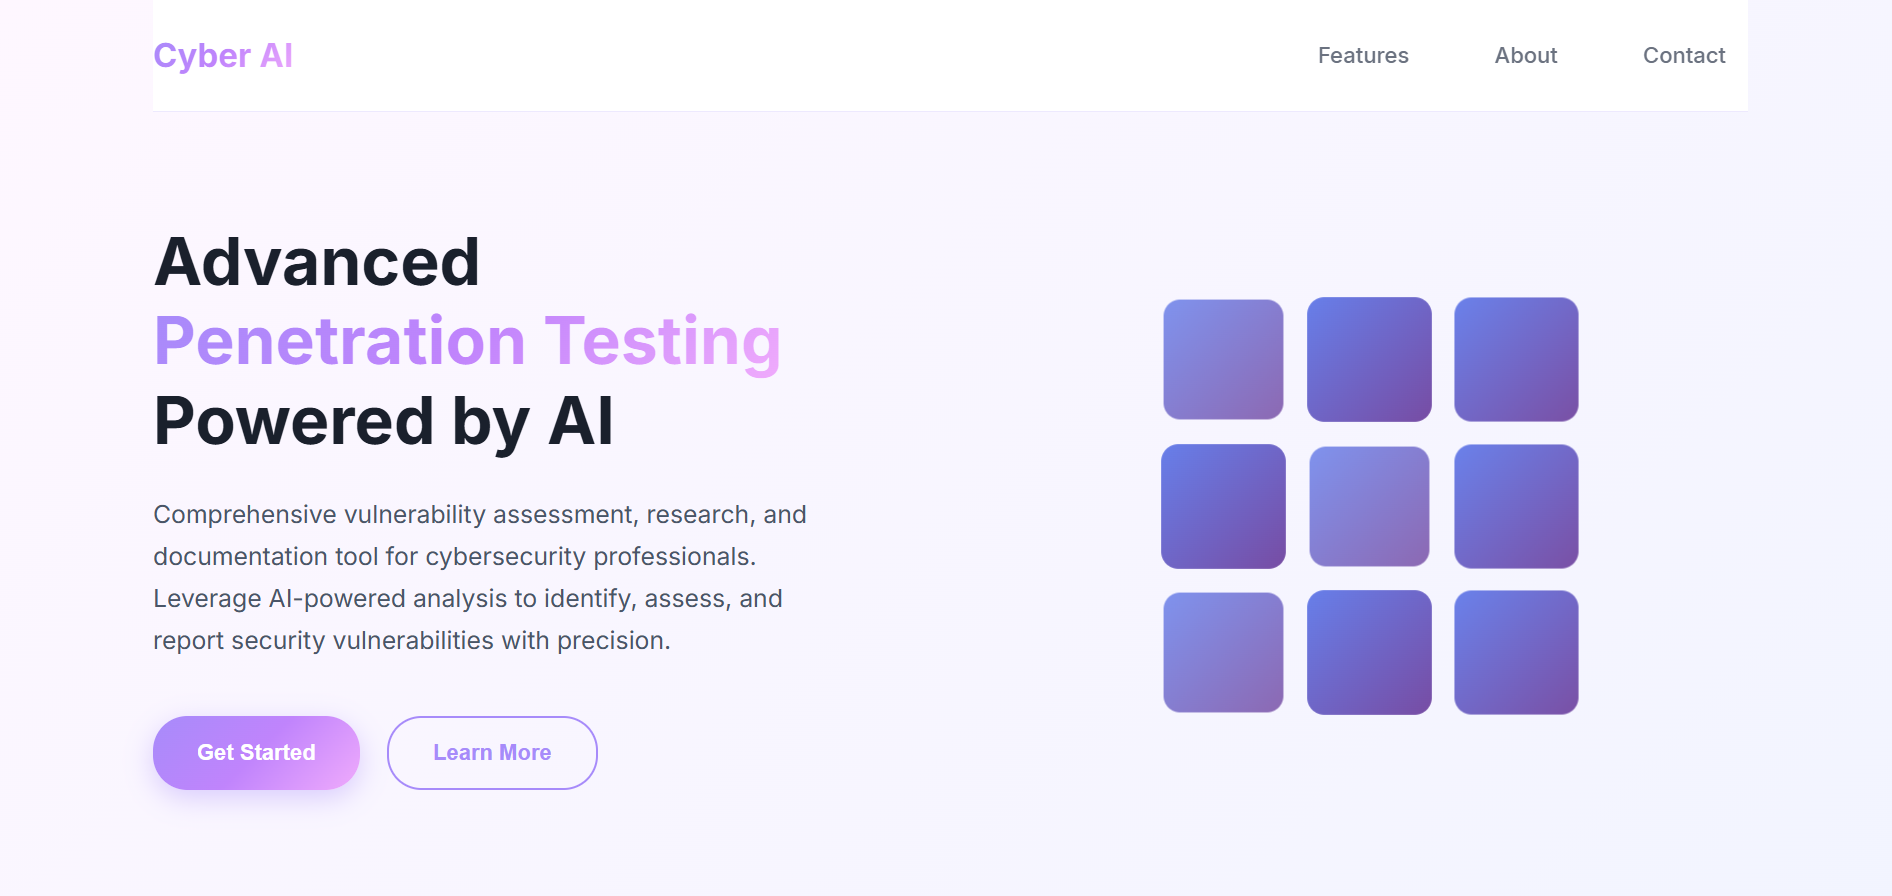 Cyber AI
Features
About
Contact
Advanced
Penetration Testing
Powered by AI
Comprehensive vulnerability assessment, research, and
documentation tool for cybersecurity professionals.
Leverage AI-powered analysis to identify, assess, and
report security vulnerabilities with precision.
Get Started
Learn More